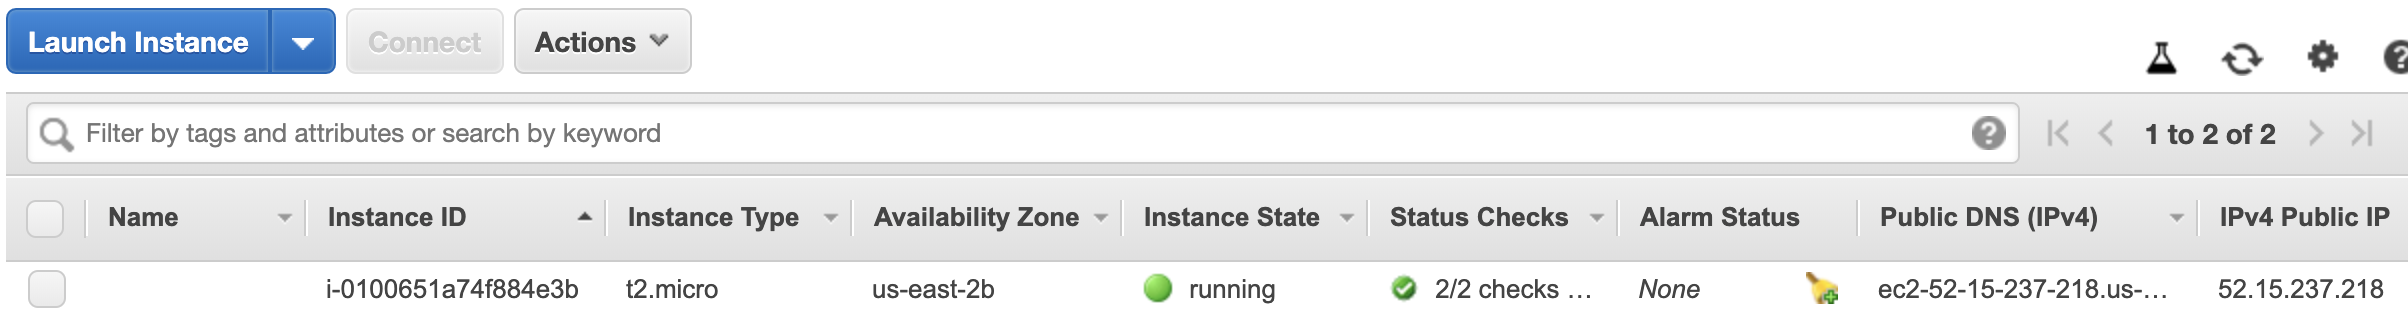 Launch Instance Connect Actions
Filter by tags and attributes or search by keyword ? 1 to 2 of 2
Name Instance ID Instance Type Availability Zone Instance State Status Checks Alarm Status Public DNS (IPv4) IPv4 Public IP
i-0100651a74f884e3b t2.micro us-east-2b running 2/2 checks ... None ec2-52-15-237-218.us-... 52.15.237.218